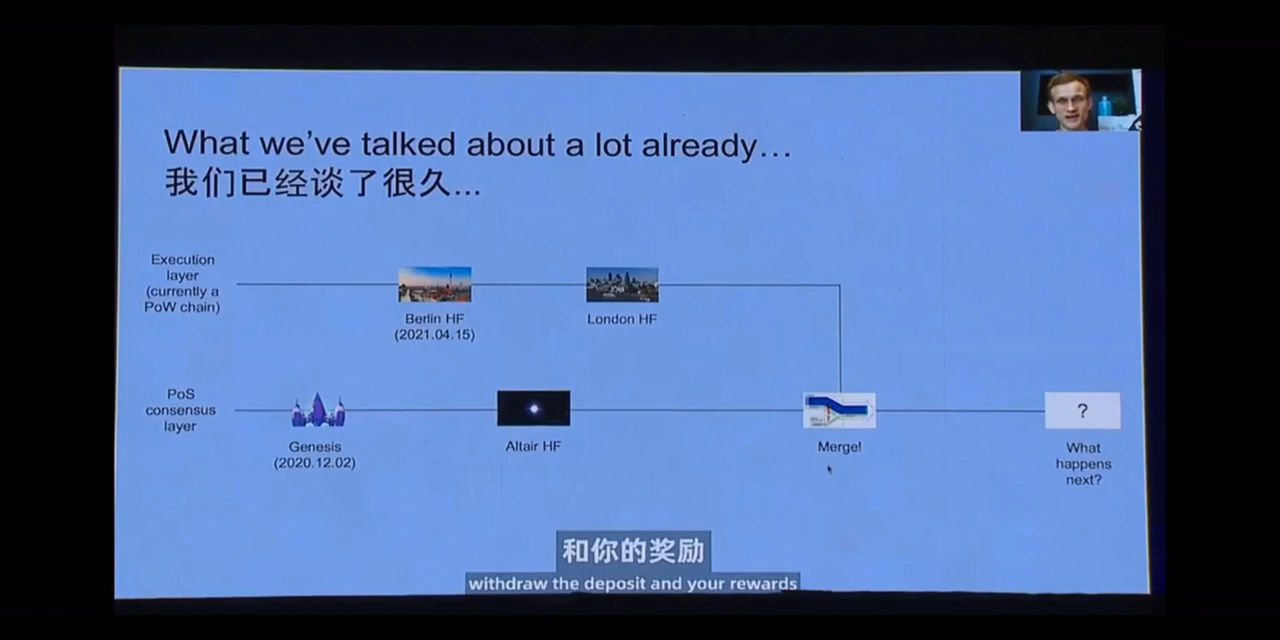 What we've talked about a lot already…
我们已经谈了很久...
Execution
layer
(currently a
PoW chain)
Berlin HF
(2021.04.15)
London HF
PoS
consensus
layer
Genesis
(2020.12.02)
Altair HF
Merge!
?
What
happens
next?
和你的奖励
withdraw the deposit and your rewards